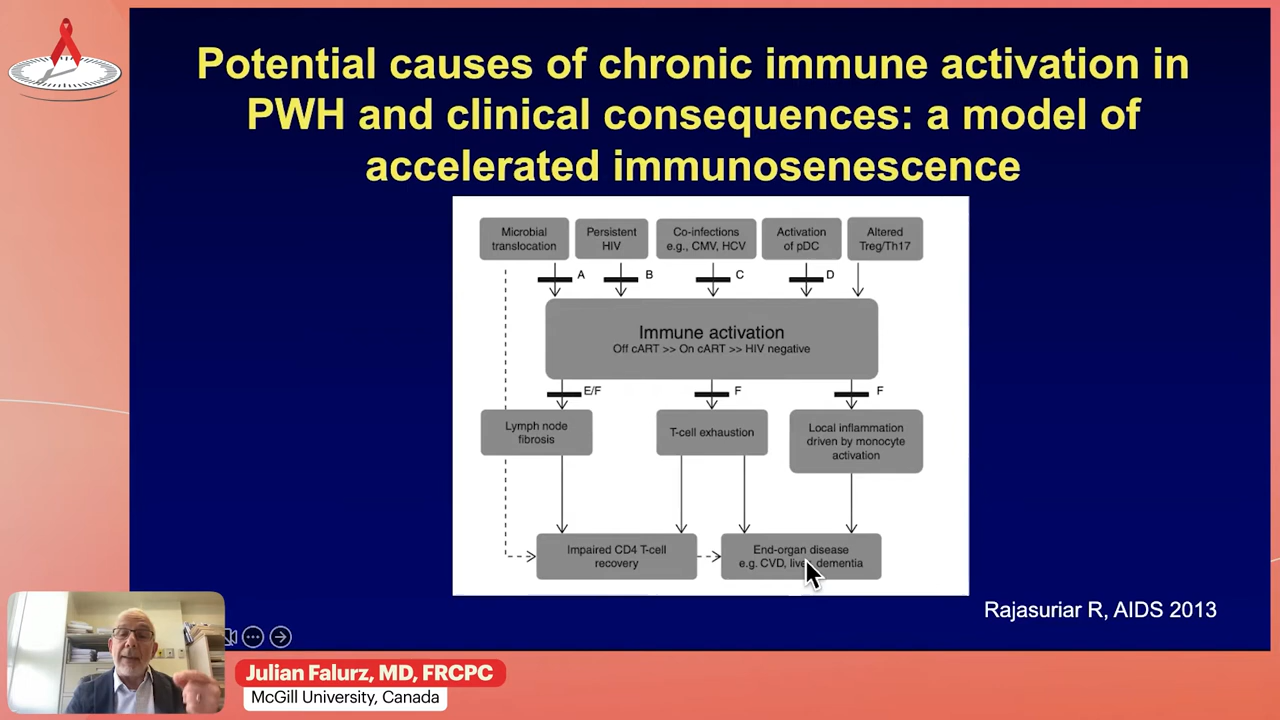 Potential causes of chronic immune activation in
PWH and clinical consequences: a model of
accelerated immunosenescence
Microbial
translocation
Persistent
HIV
Co-infections
e.g., CMV, HCV
Activation
of pDC
Altered
Treg/Th17
A
B
C
D
Immune activation
Off cART >> On cART >> HIV negative
E/F
F
F
Lymph node
fibrosis
T-cell exhaustion
Local inflammation
driven by monocyte
activation
Impaired CD4 T-cell
recovery
End-organ disease
e.g. CVD, dementia
Rajasuriar R, AIDS 2013
Julian Falurz, MD, FRCPC
McGill University, Canada